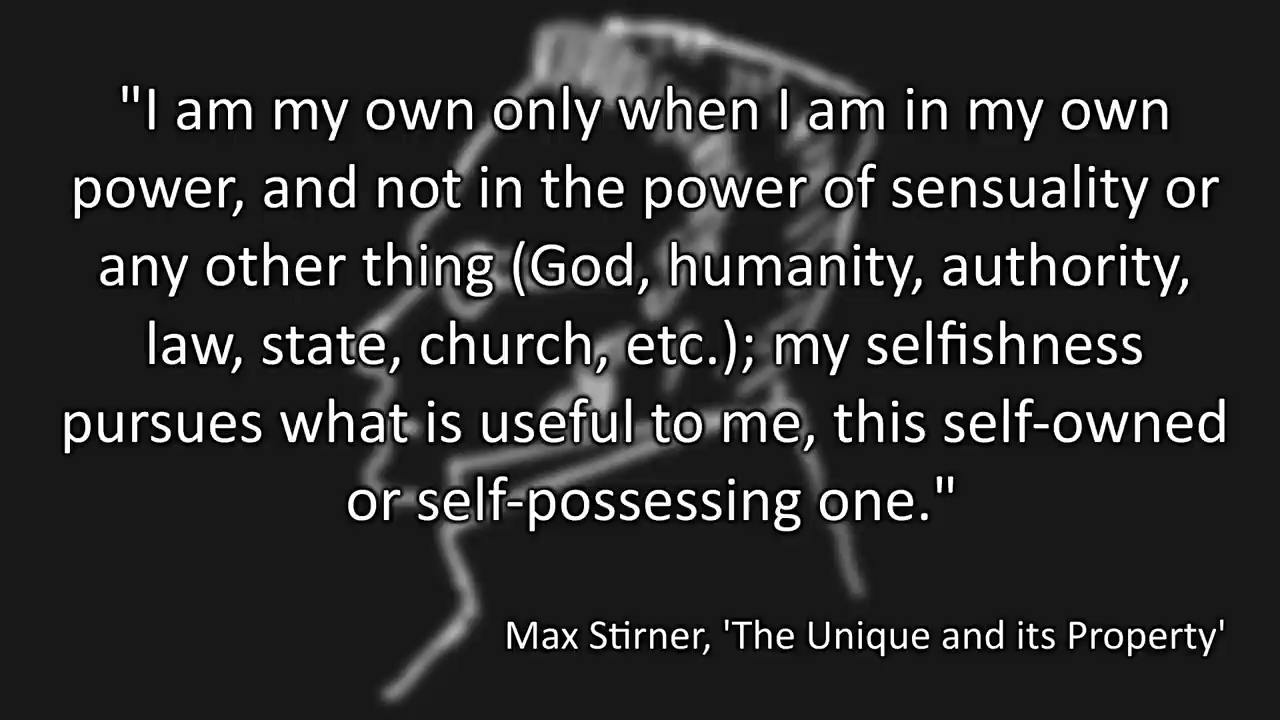 "I am my own only when I am in my own
power, and not in the power of sensuality or
any other thing (God, humanity, authority,
law, state, church, etc.); my selfishness
pursues what is useful to me, this self-owned
or self-possessing one."
Max Stirner, 'The Unique and its Property'